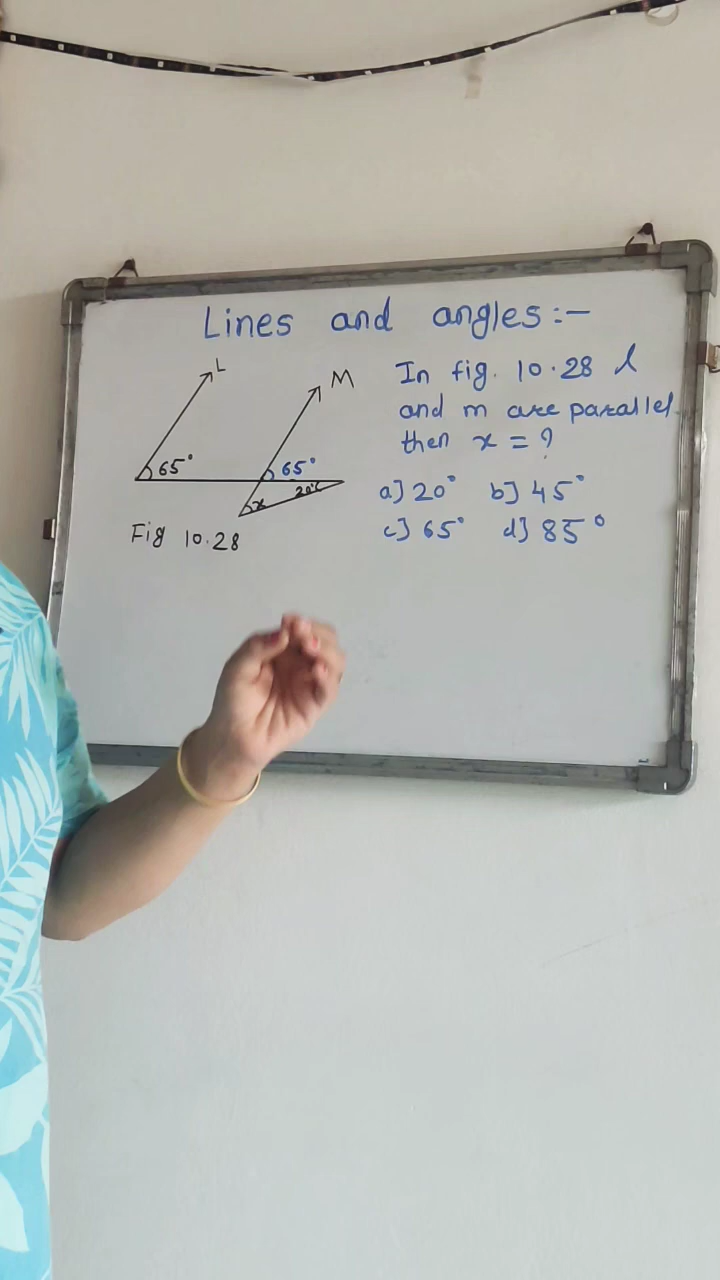 Lines and angles:-
L
M
65°
65°
x
20°
Fig 10.28
In fig. 10.28 l
and m are parallel
then x = ?
a] 20° b] 45°
c] 65° d] 85°